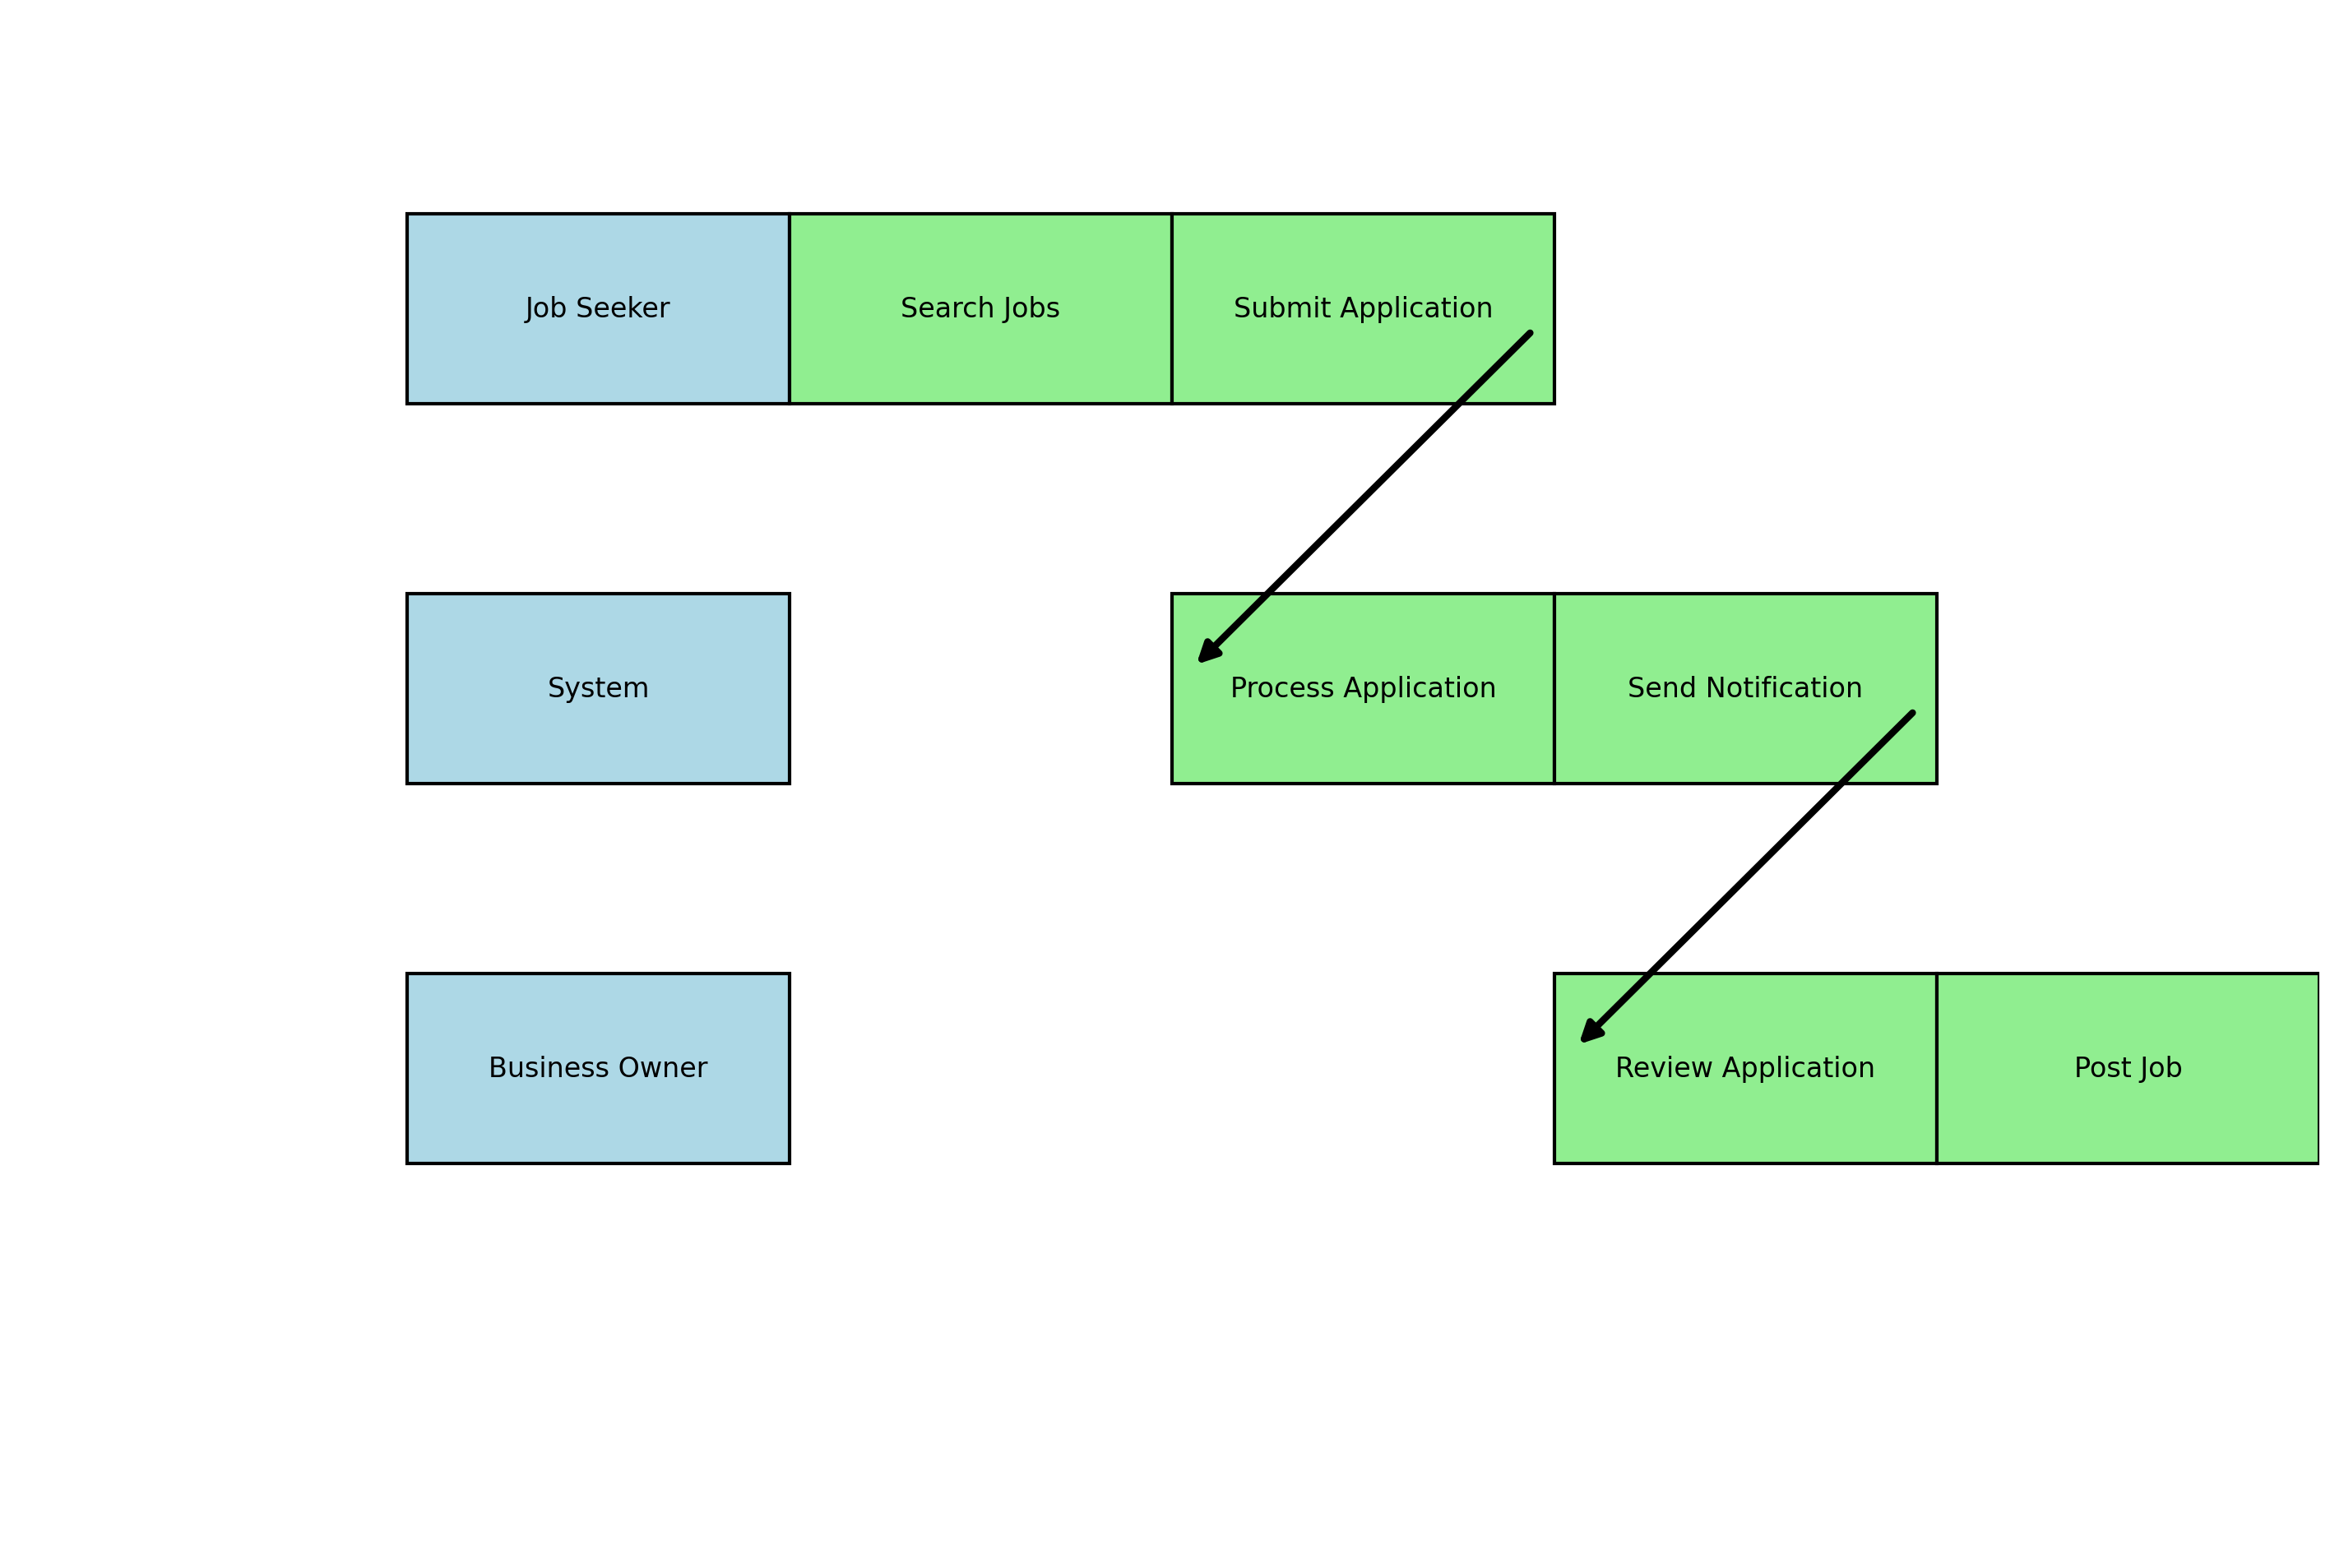 Job Seeker
Search Jobs
Submit Application
System
Process Application
Send Notification
Business Owner
Review Application
Post Job